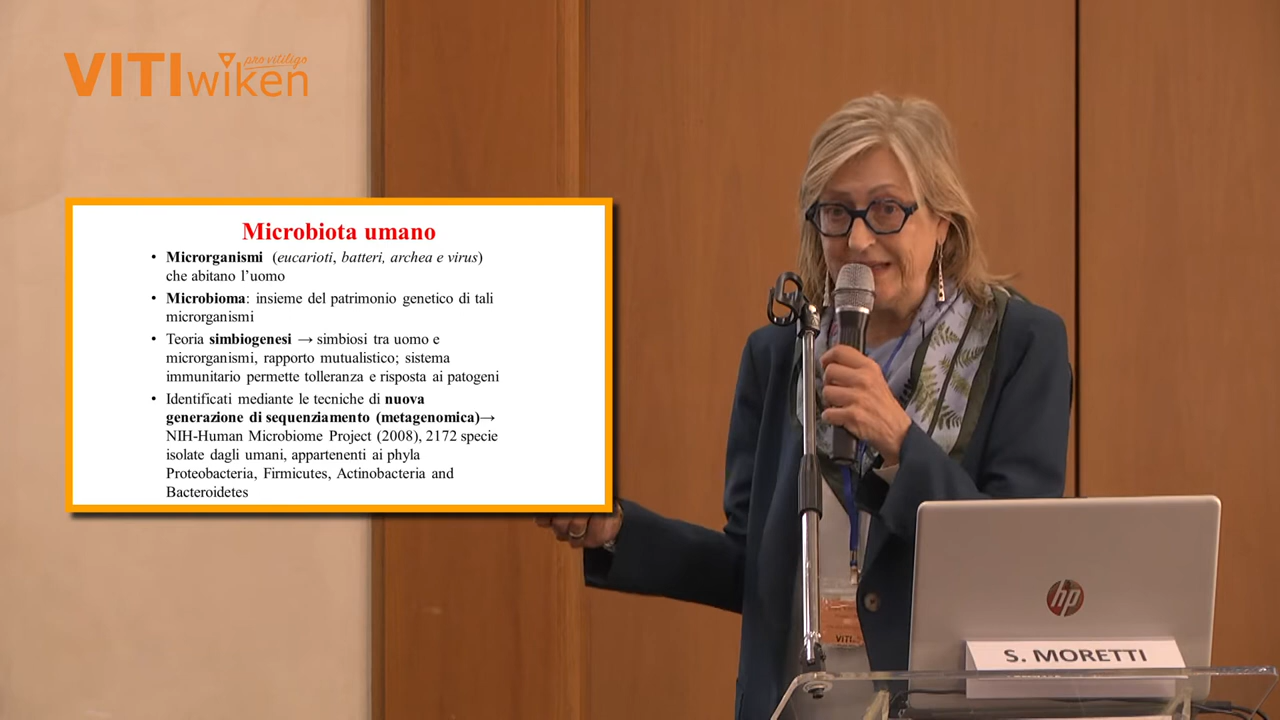 VITIwiken
pro vitiligo
Microbiota umano
• Microrganismi (eucarioti, batteri, archea e virus)
che abitano l’uomo
• Microbioma: insieme del patrimonio genetico di tali
microrganismi
• Teoria simbiogenesi → simbiosi tra uomo e
microrganismi, rapporto mutualistico; sistema
immunitario permette tolleranza e risposta ai patogeni
• Identificati mediante le tecniche di nuova
generazione di sequenziamento (metagenomica)→
NIH-Human Microbiome Project (2008), 2172 specie
isolate dagli umani, appartenenti ai phyla
Proteobacteria, Firmicutes, Actinobacteria and
Bacteroidetes
hp
S. MORETTI
VITI